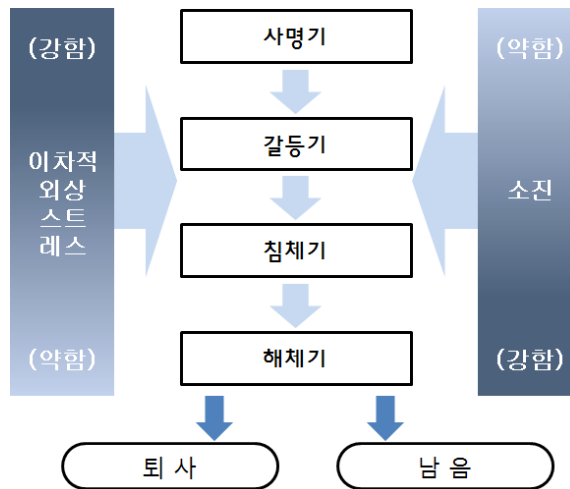 (강함)
이차적
외상
스트
레스
(약함)
사명기
갈등기
침체기
해체기
(약함)
소진
(강함)
퇴 사
남 음